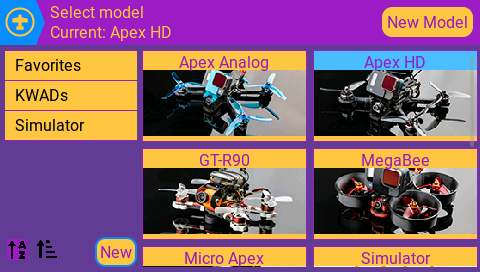 Select model
Current: Apex HD
New Model
Favorites
KWADs
Simulator
Apex Analog
Apex HD
GT-R90
MegaBee
Micro Apex
Simulator
A
Z
New